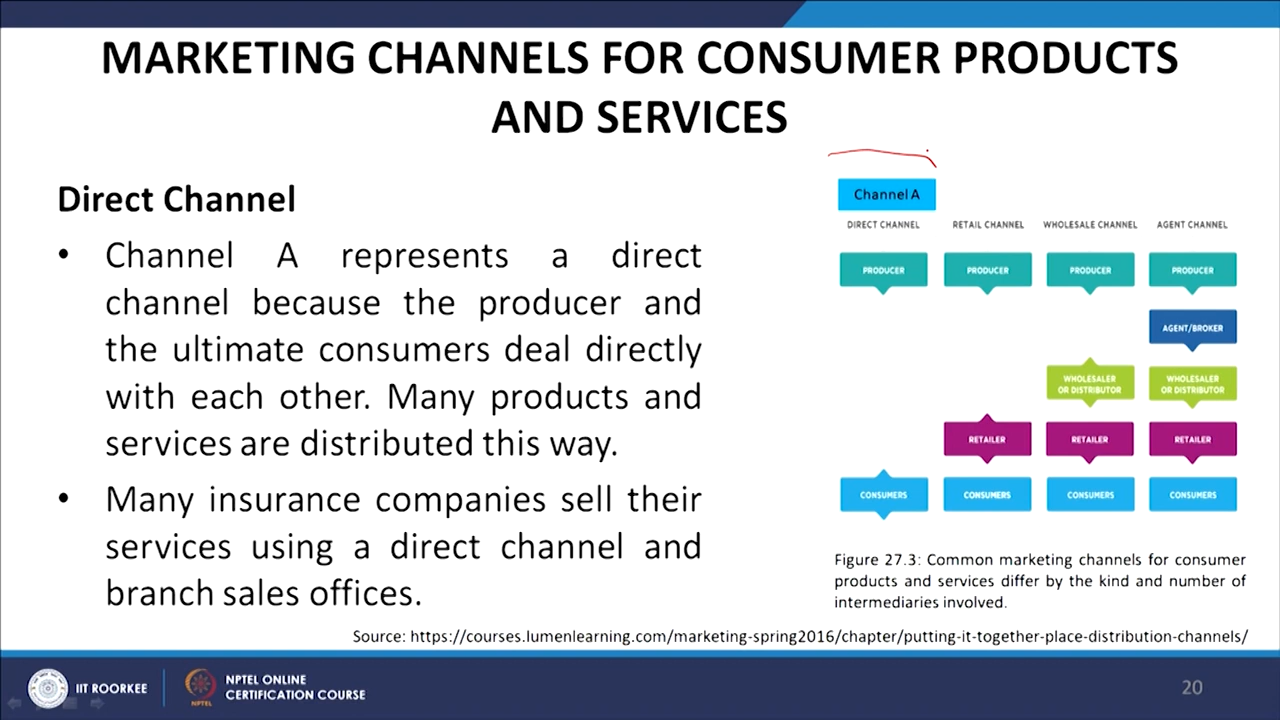 MARKETING CHANNELS FOR CONSUMER PRODUCTS
AND SERVICES
Direct Channel
• Channel A represents a direct
channel because the producer and
the ultimate consumers deal directly
with each other. Many products and
services are distributed this way.
• Many insurance companies sell their
services using a direct channel and
branch sales offices.
Channel A
DIRECT CHANNEL RETAIL CHANNEL WHOLESALE CHANNEL AGENT CHANNEL
PRODUCER PRODUCER PRODUCER PRODUCER
AGENT/BROKER
WHOLESALER WHOLESALER
OR DISTRIBUTOR OR DISTRIBUTOR
RETAILER RETAILER RETAILER
CONSUMERS CONSUMERS CONSUMERS CONSUMERS
Figure 27.3: Common marketing channels for consumer
products and services differ by the kind and number of
intermediaries involved.
Source: https://courses.lumenlearning.com/marketing-spring2016/chapter/putting-it-together-place-distribution-channels/
IIT ROORKEE
NPTEL
NPTEL ONLINE
CERTIFICATION COURSE
20